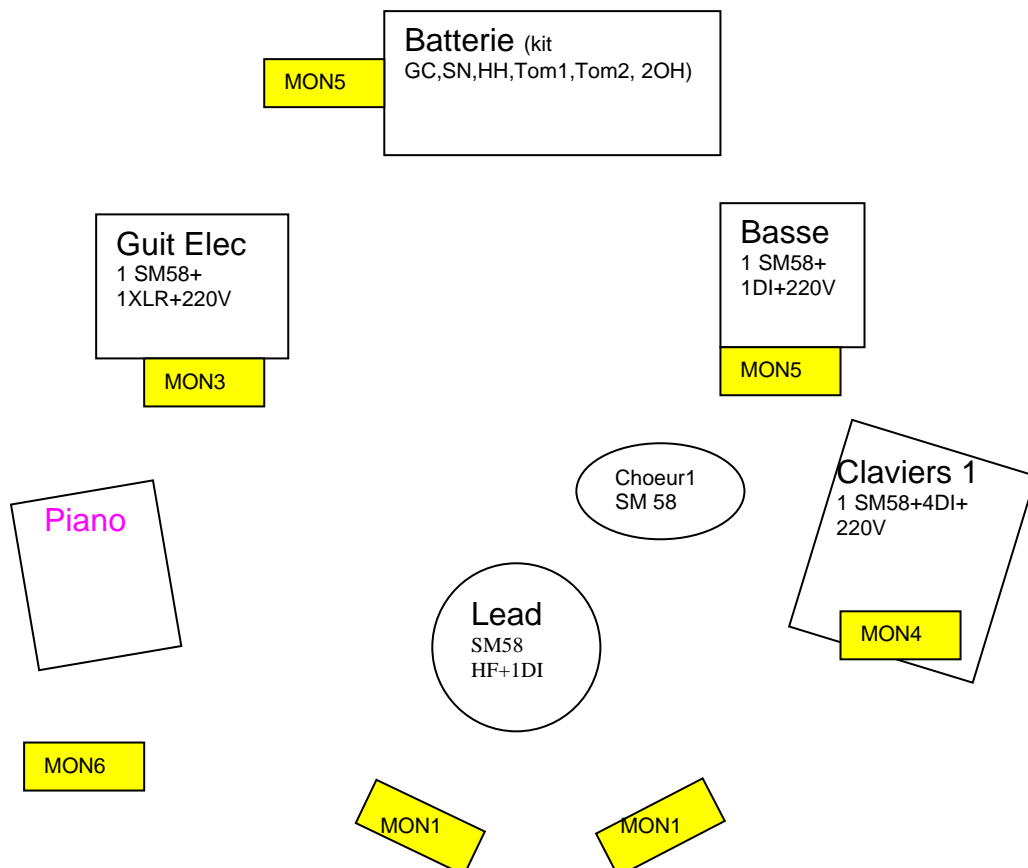 Batterie (kit
GC,SN,HH,Tom1,Tom2, 2OH)
MON5
Guit Elec
1 SM58+
1XLR+220V
MON3
Basse
1 SM58+
1DI+220V
MON5
Choeur1
SM 58
Claviers 1
1 SM58+4DI+
220V
MON4
Piano
Lead
SM58
HF+1DI
MON6
MON1
MON1